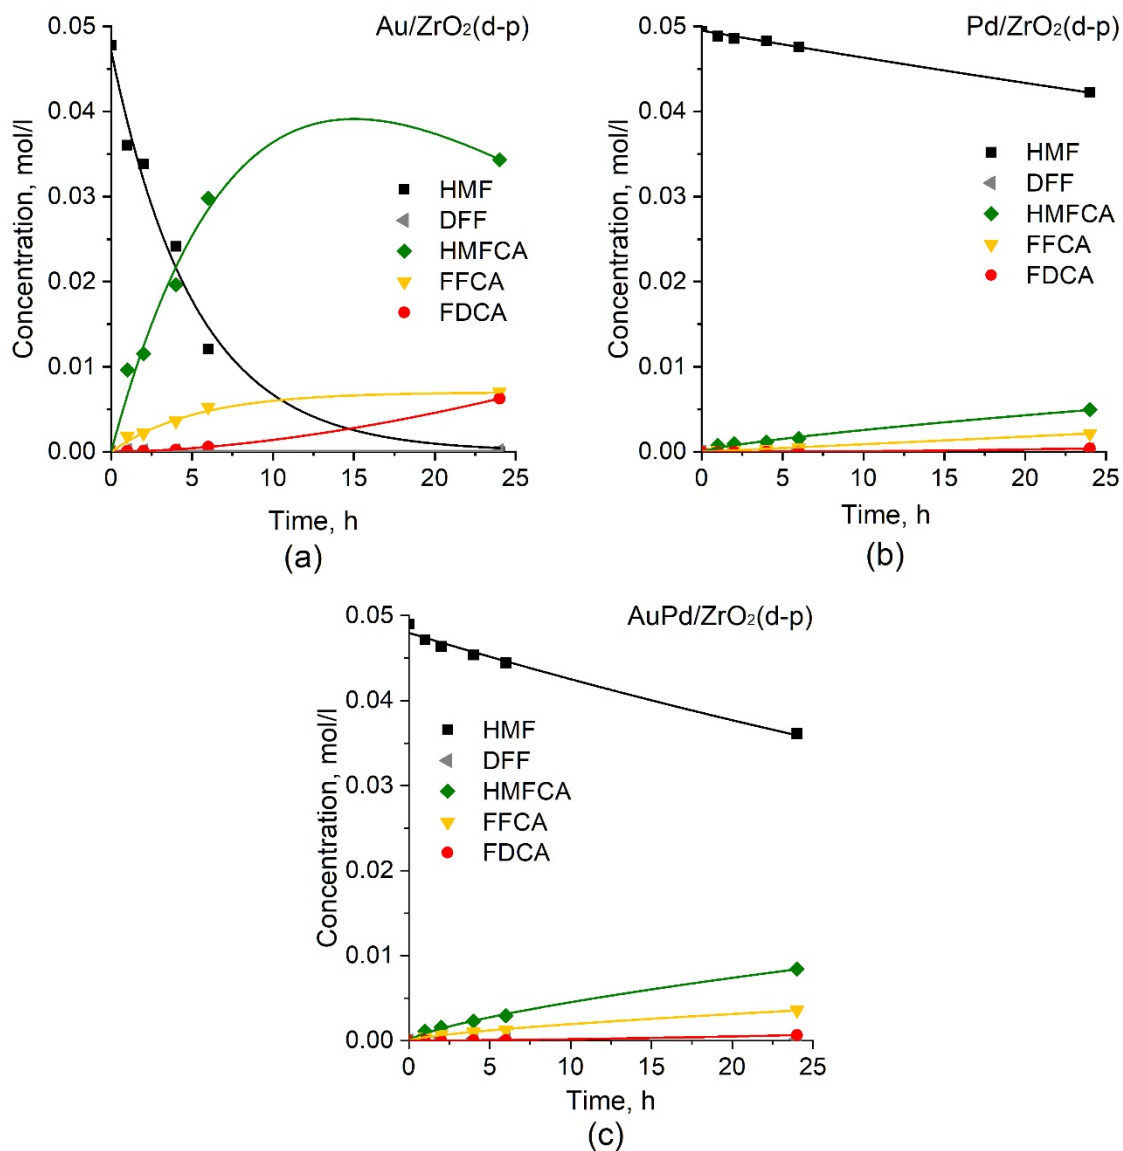 Au/ZrO₂(d-p)
0.05
0.04
0.03
0.02
0.01
0.00
Concentration, mol/l
HMF
DFF
HMFCA
FFCA
FDCA
0 5 10 15 20 25
Time, h
(a)
Pd/ZrO₂(d-p)
0.05
0.04
0.03
0.02
0.01
0.00
Concentration, mol/l
HMF
DFF
HMFCA
FFCA
FDCA
0 5 10 15 20 25
Time, h
(b)
AuPd/ZrO₂(d-p)
0.05
0.04
0.03
0.02
0.01
0.00
Concentration, mol/l
HMF
DFF
HMFCA
FFCA
FDCA
0 5 10 15 20 25
Time, h
(c)